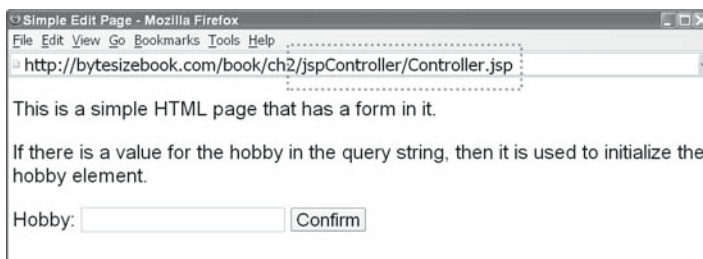 Simple Edit Page - Mozilla Firefox
File Edit View Go Bookmarks Tools Help
http://bytesizebook.com/book/ch2/jspController/Controller.jsp
This is a simple HTML page that has a form in it.
If there is a value for the hobby in the query string, then it is used to initialize the
hobby element.
Hobby: Confirm